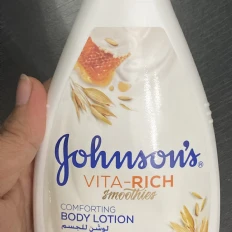 Johnson's®
VITA-RICH
Smoothies
COMFORTING
BODY LOTION
لوشن للجسم